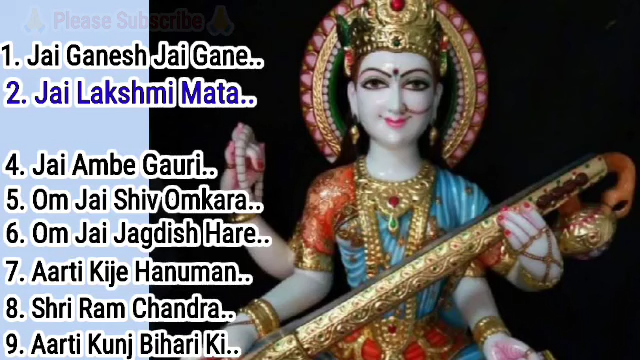 🙏 Please Subscribe 🙏
1. Jai Ganesh Jai Gane..
2. Jai Lakshmi Mata..
4. Jai Ambe Gauri..
5. Om Jai Shiv Omkara..
6. Om Jai Jagdish Hare..
7. Aarti Kije Hanuman..
8. Shri Ram Chandra..
9. Aarti Kunj Bihari Ki..